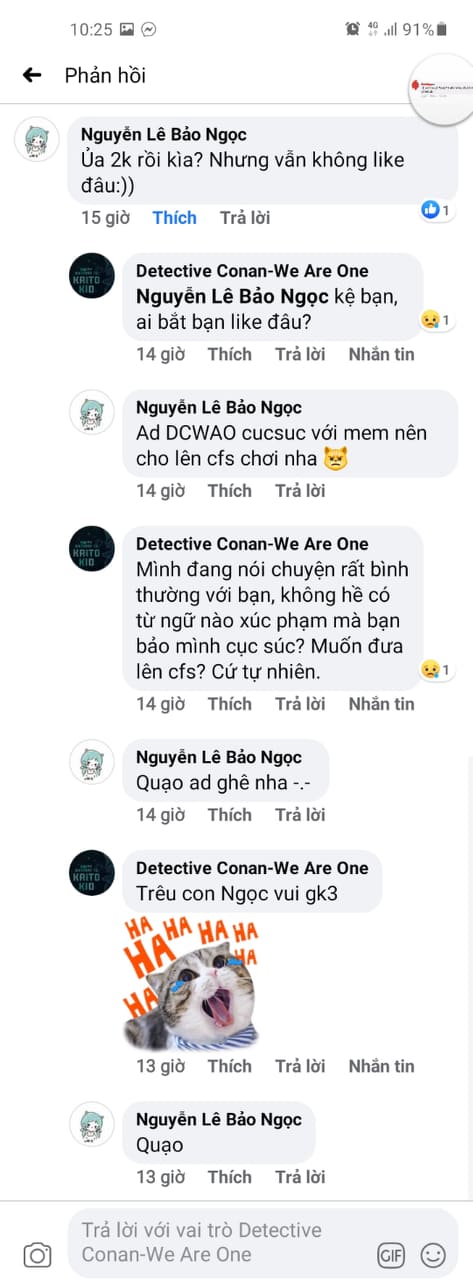 10:25 4G 91%
Phản hồi
Nguyễn Lê Bảo Ngọc
Ủa 2k rồi kìa? Nhưng vẫn không like
đâu:))
15 giờ Thích Trả lời 1
KAITO
KID
Detective Conan-We Are One
Nguyễn Lê Bảo Ngọc kệ bạn,
ai bắt bạn like đâu?
1
14 giờ Thích Trả lời Nhắn tin
Nguyễn Lê Bảo Ngọc
Ad DCWAO cucsuc với mem nên
cho lên cfs chơi nha 😾
14 giờ Thích Trả lời
KAITO
KID
Detective Conan-We Are One
Mình đang nói chuyện rất bình
thường với bạn, không hề có
từ ngữ nào xúc phạm mà bạn
bảo mình cục súc? Muốn đưa
lên cfs? Cứ tự nhiên.
1
14 giờ Thích Trả lời Nhắn tin
Nguyễn Lê Bảo Ngọc
Quạo ad ghê nha -.-
14 giờ Thích Trả lời
KAITO
KID
Detective Conan-We Are One
Trêu con Ngọc vui gk3
HA HA HA HA
HA HA
HA
13 giờ Thích Trả lời Nhắn tin
Nguyễn Lê Bảo Ngọc
Quạo
13 giờ Thích Trả lời
Trả lời với vai trò Detective
Conan-We Are One
GIF